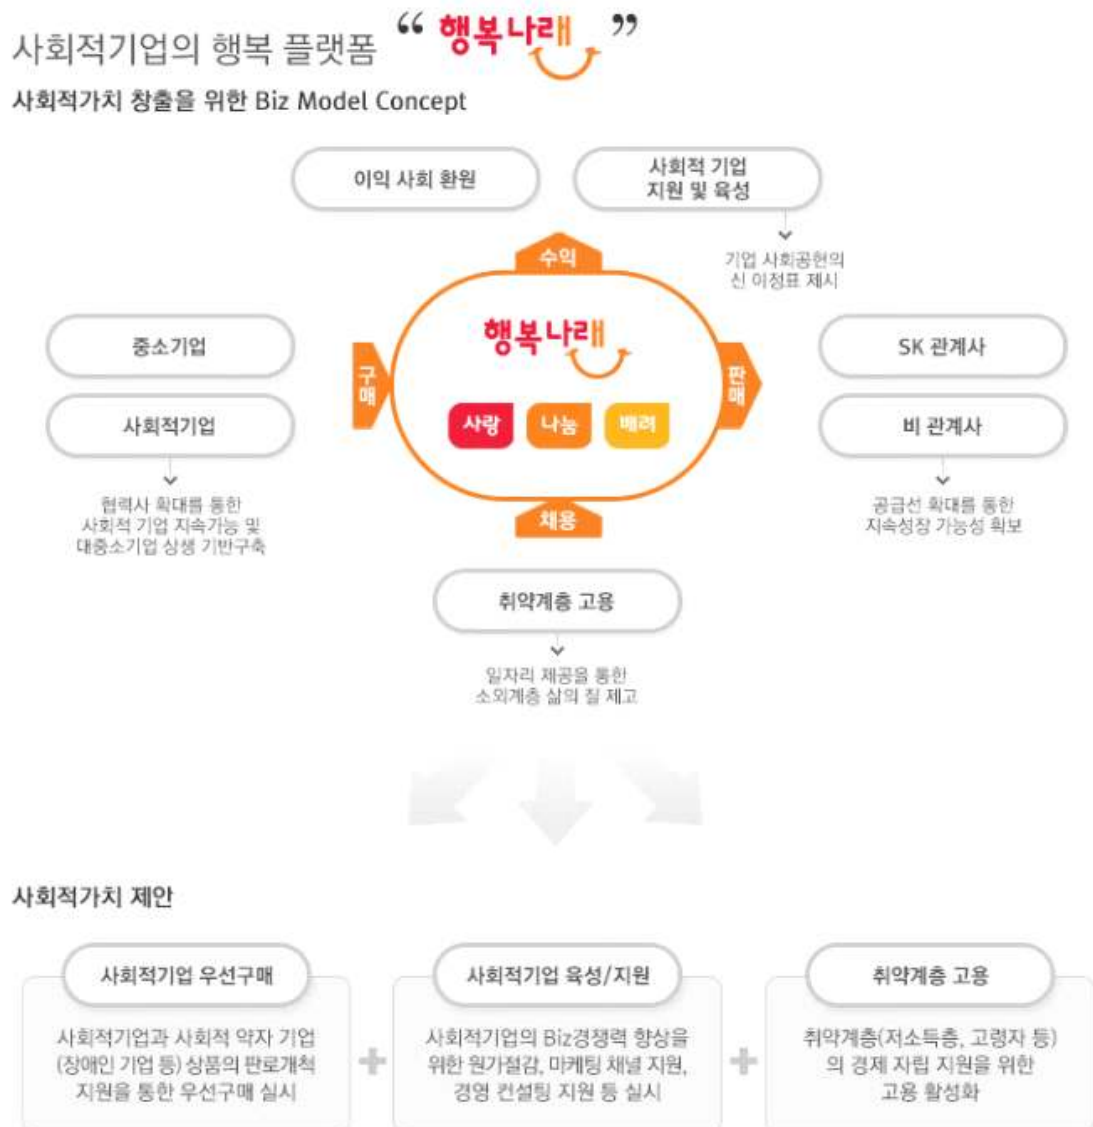 사회적기업의 행복 플랫폼 “ 행복나래 ”
사회적가치 창출을 위한 Biz Model Concept
이익 사회 환원
사회적 기업
지원 및 육성
기업 사회공헌의
신 이정표 제시
수익
중소기업
사회적기업
협력사 확대를 통한
사회적 기업 지속가능 및
대중소기업 상생 기반구축
구매
행복나래
사랑 나눔 배려
판매
SK 관계사
비 관계사
공급선 확대를 통한
지속성장 가능성 확보
채용
취약계층 고용
일자리 제공을 통한
소외계층 삶의 질 제고
사회적가치 제안
사회적기업 우선구매
사회적기업과 사회적 약자 기업
(장애인 기업 등) 상품의 판로개척
지원을 통한 우선구매 실시
+
사회적기업 육성/지원
사회적기업의 Biz경쟁력 향상을
위한 원가절감, 마케팅 채널 지원,
경영 컨설팅 지원 등 실시
+
취약계층 고용
취약계층(저소득층, 고령자 등)
의 경제 자립 지원을 위한
고용 활성화